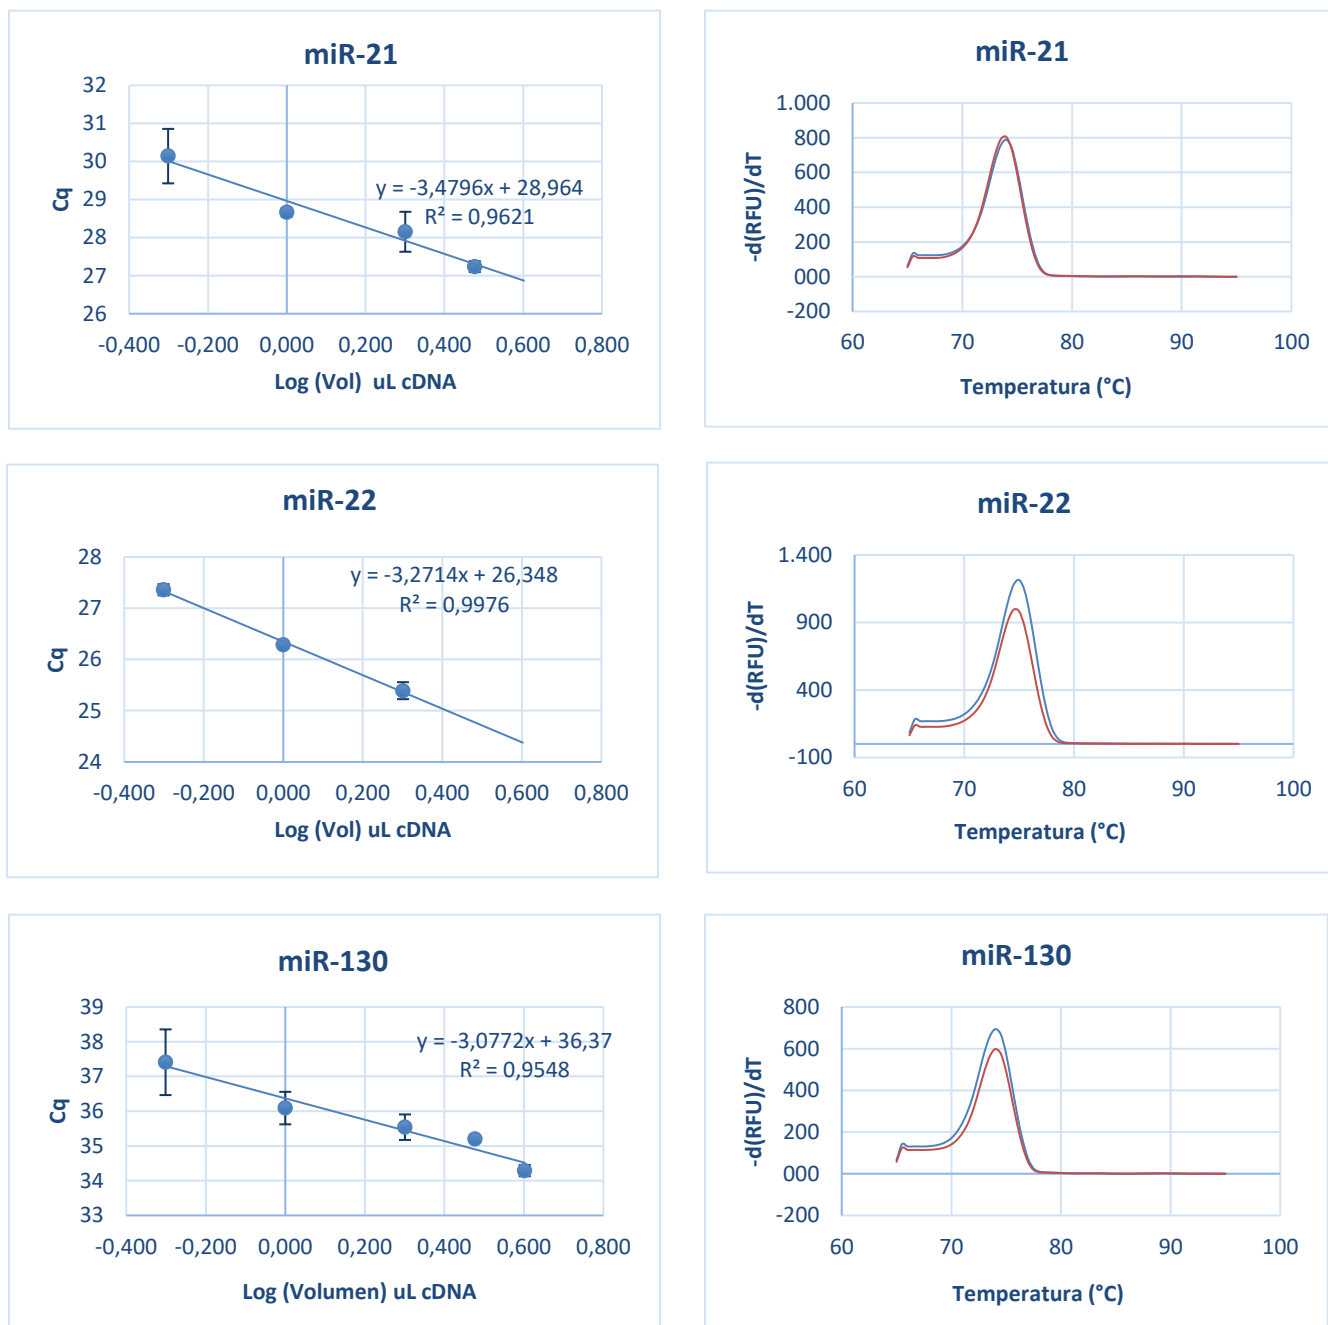 miR-21
32
31
30
29
28
27
26
Cq
y = -3,4796x + 28,964
R² = 0,9621
-0,400 -0,200 0,000 0,200 0,400 0,600 0,800
Log (Vol) uL cDNA
miR-21
1.000
800
600
400
200
000
-200
-d(RFU)/dT
60 70 80 90 100
Temperatura (°C)
miR-22
28
27
26
25
24
Cq
y = -3,2714x + 26,348
R² = 0,9976
-0,400 -0,200 0,000 0,200 0,400 0,600 0,800
Log (Vol) uL cDNA
miR-22
1.400
900
400
-100
-d(RFU)/dT
60 70 80 90 100
Temperatura (°C)
miR-130
39
38
37
36
35
34
33
Cq
y = -3,0772x + 36,37
R² = 0,9548
-0,400 -0,200 0,000 0,200 0,400 0,600 0,800
Log (Volumen) uL cDNA
miR-130
800
600
400
200
000
-200
-d(RFU)/dT
60 70 80 90 100
Temperatura (°C)